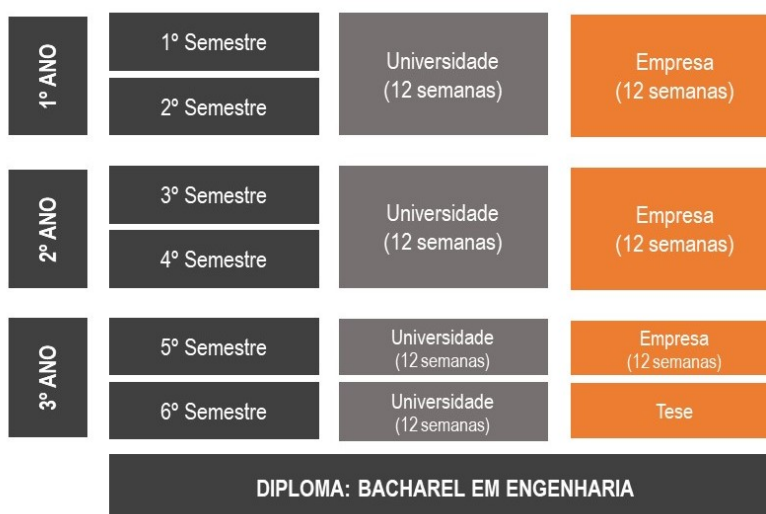 1º ANO
1º Semestre
2º Semestre
Universidade
(12 semanas)
Empresa
(12 semanas)
2º ANO
3º Semestre
4º Semestre
Universidade
(12 semanas)
Empresa
(12 semanas)
3º ANO
5º Semestre
Universidade
(12 semanas)
Empresa
(12 semanas)
6º Semestre
Universidade
(12 semanas)
Tese
DIPLOMA: BACHAREL EM ENGENHARIA